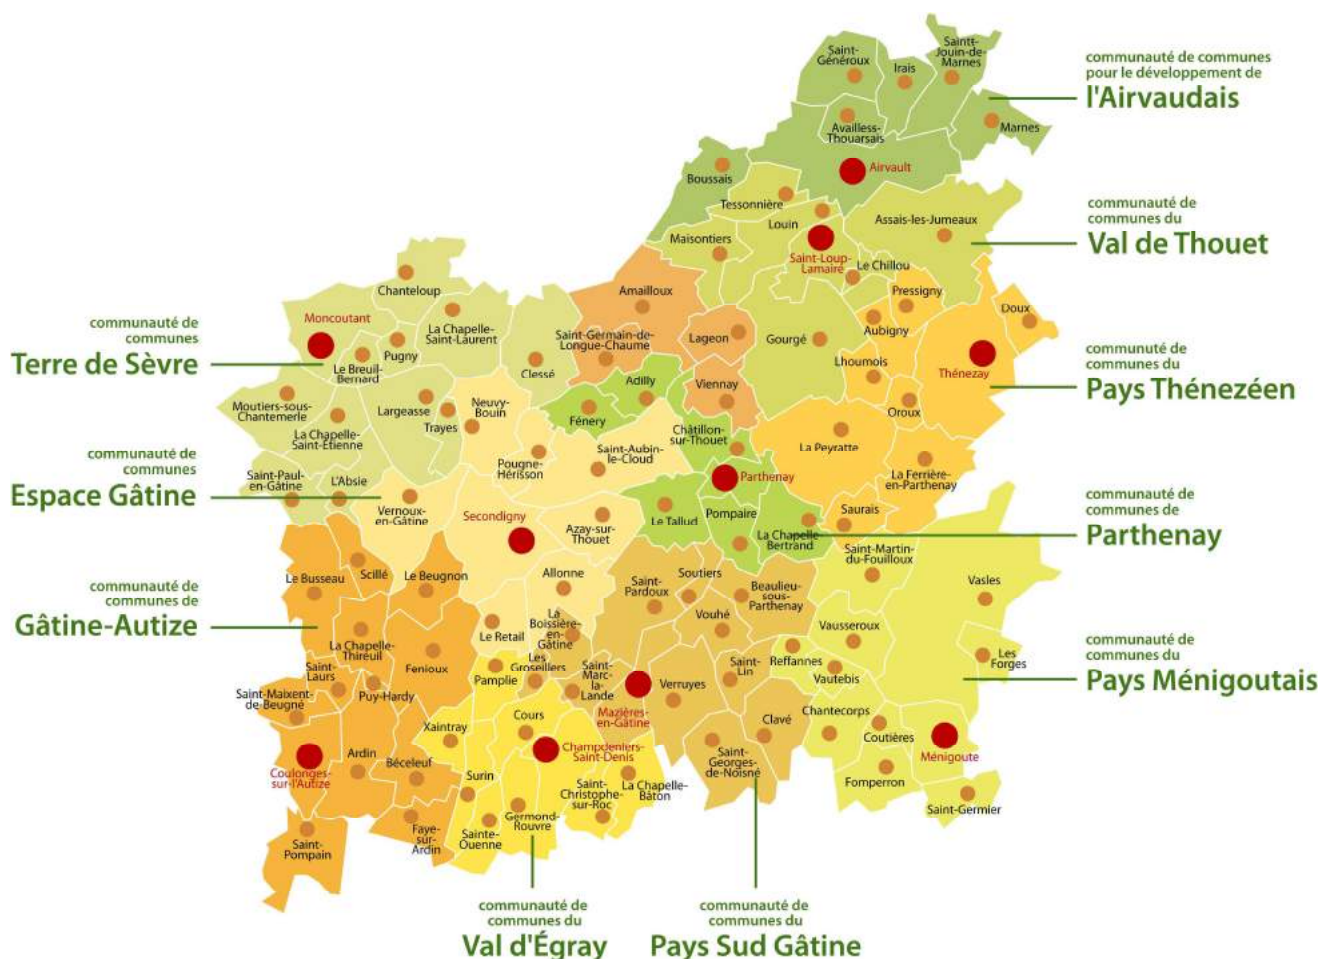 Saint-
Généroux
Irais
Saintt-
Jouin-de-
Marnes
communauté de communes
pour le développement de
l'Airvaudais
Marnes
Availless-
Thouarsais
Airvault
Boussais
Tessonnière
Louin
Assais-les-Jumeaux
communauté de
communes du
Val de Thouet
Maisontiers
Saint-Loup-
Lamairé
Le Chillou
Pressigny
Chanteloup
Amailloux
Doux
Moncoutant
La Chapelle-
Saint-Laurent
Saint-Germain-de-
Longue-Chaume
Lageon
Gourgé
Aubigny
communauté de
communes
Terre de Sèvre
Pugny
Le Breuil-
Bernard
Clessé
Adilly
Viennay
Lhoumois
Thénezay
communuté de
communes du
Pays Thénezéen
Moutiers-sous-
Chantemerle
Largeasse
Trayes
Neuvy-
Bouin
Fénery
Oroux
La Chapelle-
Saint-Etienne
Châtillon-
sur-Thouet
La Peyratte
communauté de
communes
Espace Gâtine
Saint-Paul-
en-Gâtine
L'Absie
Pougne-
Hérisson
Saint-Aubin-
le-Cloud
Parthenay
La Ferrière-
en-Parthenay
Vernoux-
en-Gâtine
Secondigny
Azay-sur-
Thouet
Le Tallud
Pompaire
La Chapelle-
Bertrand
Saurais
communauté de
communes de
Parthenay
Saint-Martin-
du-Fouilloux
Le Busseau
Scillé
Le Beugnon
Allonne
Saint-
Pardoux
Soutiers
Beaulieu-
sous-
Parthenay
Vasles
communauté de
communes de
Gâtine-Autize
La
Boissière-
en-
Gâtine
Le Retail
Vouhé
Vausseroux
La Chapelle-
Thireuil
Fenioux
Les
Groseillers
Saint-
Marc-
la-
Lande
Saint-
Lin
Reffannes
Vautebis
Les
Forges
communauté de
communes du
Pays Ménigoutais
Saint-
Laurs
Saint-Maixent-
de-Beugné
Puy-Hardy
Pamplie
Verruyes
Mazières-
en-Gâtine
Clavé
Chantecorps
Coutières
Xaintray
Cours
Champdeniers-
Saint-Denis
Saint-
Georges-
de-Noisné
Ménigoute
Coulonges-
sur-l'Autize
Ardin
Béceleuf
Surin
Saint-
Christophe-
sur-Roc
La Chapelle-
Bâton
Fomperron
Saint-Germier
Saint-
Pompain
Faye-
sur-
Ardin
Sainte-
Ouenne
Germond-
Rouvre
communauté de
communes du
Val d'Égray
communauté de
communes du
Pays Sud Gâtine